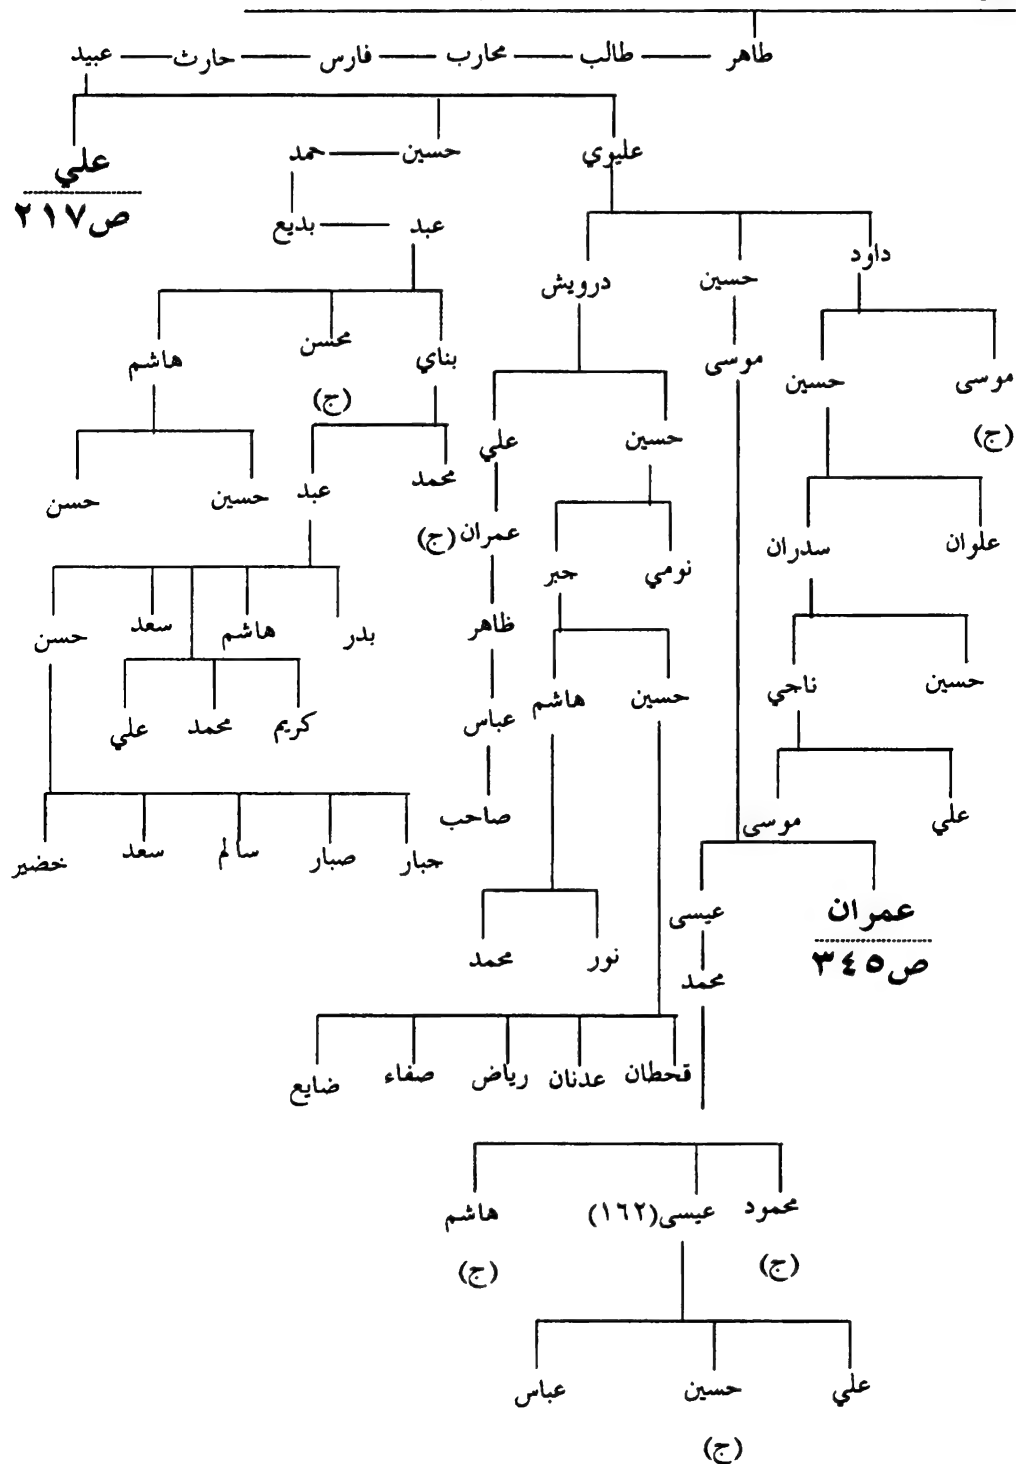 طاهر — طالب — محارب — فارس — حارث — عبيد
عليوي حسين — حمد علي
ص٢١٧
عبد — بديع
داود حسين درويش
بناي محسن هاشم
(ج)
موسى حسين موسى
(ج)
حسين علي
محمد عبد حسين حسن
علوان سدران
نومي حبر عمران (ج)
بدر هاشم سعد حسن
ظاهر
حسين ناجي حسين هاشم عباس
كريم محمد علي
علي موسى صاحب
جبار صبار سالم سعد خضير
عمران عيسى
ص٣٤٥
نور محمد
محمد
قحطان عدنان رياض صفاء ضايع
محمود عيسى(١٦٢) هاشم
(ج) (ج)
علي حسين عباس
(ج)